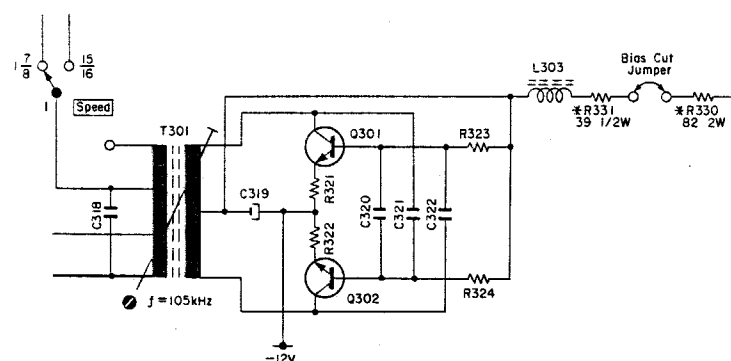 1 7/8
15/16
1
Speed
T301
C318
ƒ=105kHz
C319
Q301
R321
R322
Q302
-12V
C320
C321
C322
R323
R324
L303
*R331
39 1/2W
Bias Cut
Jumper
*R330
82 2W